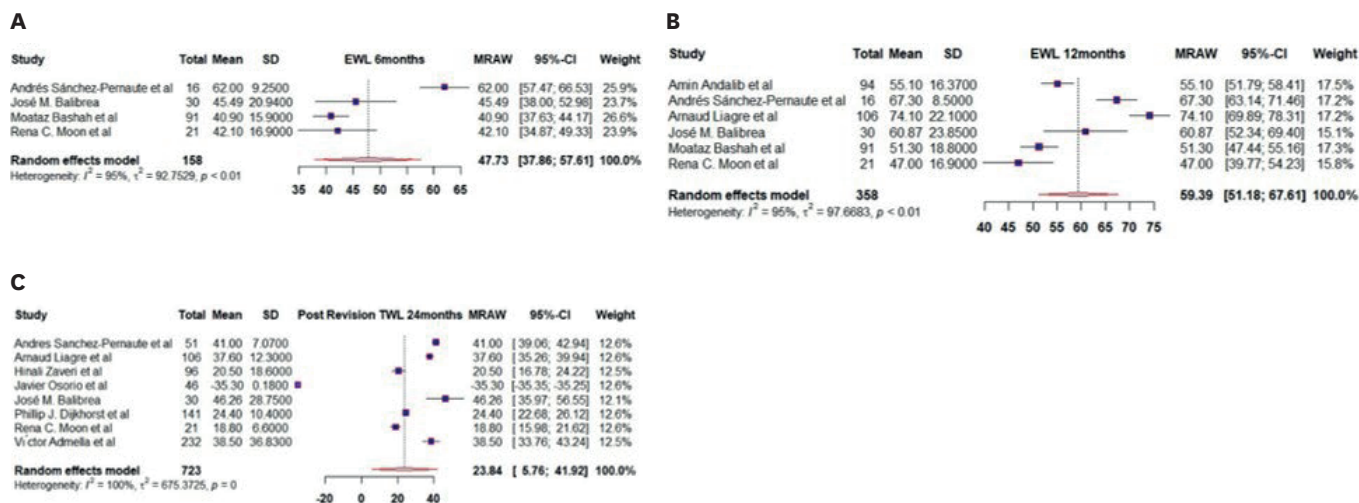 A
Study Total Mean SD EWL 6months MRAW 95%-CI Weight
Andrés Sánchez-Pernaute et al 16 62.00 9.2500 62.00 [57.47; 66.53] 25.9%
José M. Balibrea 30 45.49 20.9400 45.49 [38.00; 52.98] 23.7%
Moataz Bashah et al 91 40.90 15.9000 40.90 [37.63; 44.17] 26.6%
Rena C. Moon et al 21 42.10 16.9000 42.10 [34.87; 49.33] 23.9%
Random effects model 158 47.73 [37.86; 57.61] 100.0%
Heterogeneity: I² = 95%, τ² = 92.7529, p < 0.01
35 40 45 50 55 60 65
B
Study Total Mean SD EWL 12months MRAW 95%-CI Weight
Amin Andalib et al 94 55.10 16.3700 55.10 [51.79; 58.41] 17.5%
Andrés Sánchez-Pernaute et al 16 67.30 8.5000 67.30 [63.14; 71.46] 17.2%
Arnaud Liagre et al 106 74.10 22.1000 74.10 [69.89; 78.31] 17.2%
José M. Balibrea 30 60.87 23.8500 60.87 [52.34; 69.40] 15.1%
Moataz Bashah et al 91 51.30 18.8000 51.30 [47.44; 55.16] 17.3%
Rena C. Moon et al 21 47.00 16.9000 47.00 [39.77; 54.23] 15.8%
Random effects model 358 59.39 [51.18; 67.61] 100.0%
Heterogeneity: I² = 95%, τ² = 97.6683, p < 0.01
40 45 50 55 60 65 70 75
C
Study Total Mean SD Post Revision TWL 24months MRAW 95%-CI Weight
Andres Sanchez-Pernaute et al 51 41.00 7.0700 41.00 [39.06; 42.94] 12.6%
Arnaud Liagre et al 106 37.60 12.3000 37.60 [35.26; 39.94] 12.6%
Hinali Zaveri et al 96 20.50 18.6000 20.50 [16.78; 24.22] 12.6%
Javier Osorio et al 46 -35.30 0.1800 -35.30 [-35.35; -35.25] 12.6%
José M. Balibrea 30 46.26 28.7500 46.26 [35.97; 56.55] 12.1%
Phillip J. Dijkhorst et al 141 24.40 10.4000 24.40 [22.68; 26.12] 12.6%
Rena C. Moon et al 21 18.80 6.6000 18.80 [15.98; 21.62] 12.6%
Víctor Admella et al 232 38.50 36.8300 38.50 [33.76; 43.24] 12.5%
Random effects model 723 23.84 [ 5.76; 41.92] 100.0%
Heterogeneity: I² = 100%, τ² = 675.3725, p = 0
-20 0 20 40